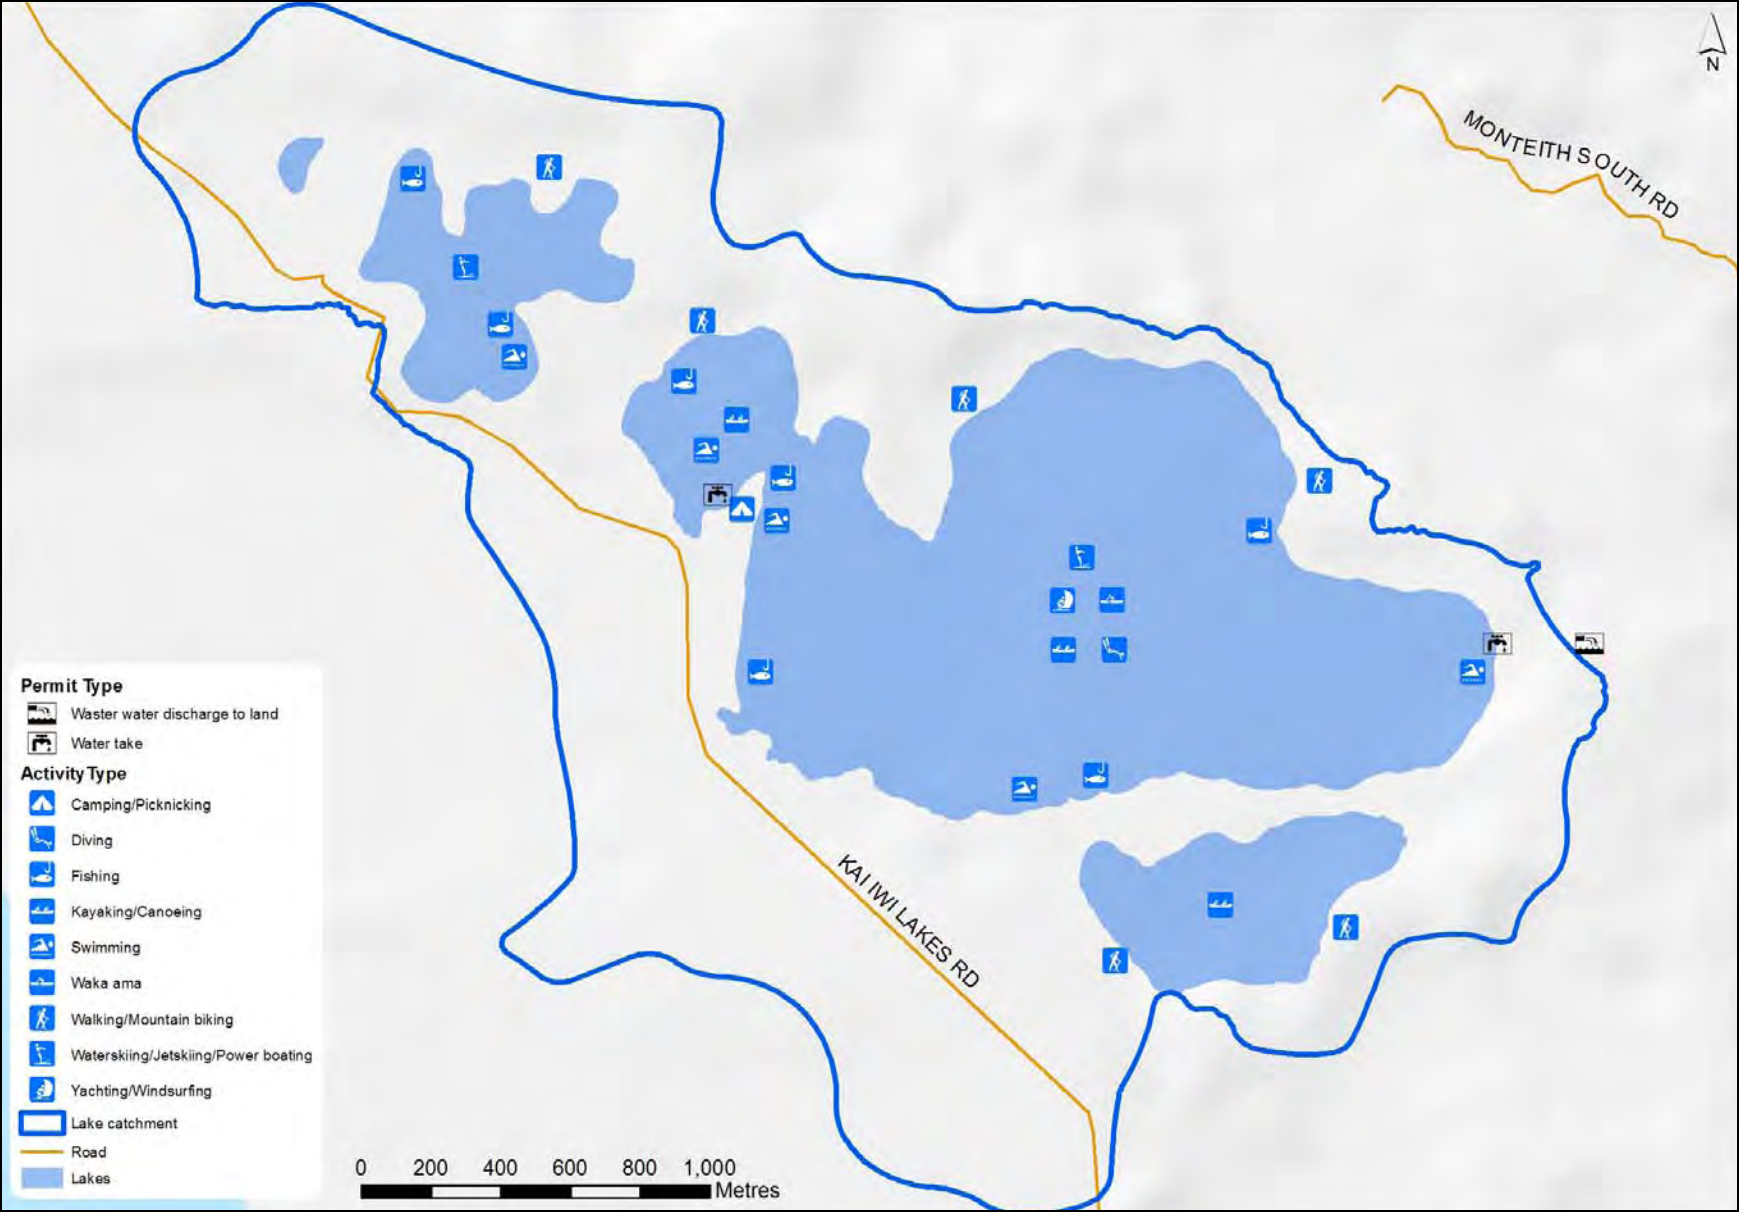 N
MONTEITH SOUTH RD
KAI IWI LAKES RD
Permit Type
Waster water discharge to land
Water take
Activity Type
Camping/Picknicking
Diving
Fishing
Kayaking/Canoeing
Swimming
Waka ama
Walking/Mountain biking
Waterskiing/Jetskiing/Power boating
Yachting/Windsurfing
Lake catchment
Road
Lakes
0 200 400 600 800 1,000
Metres